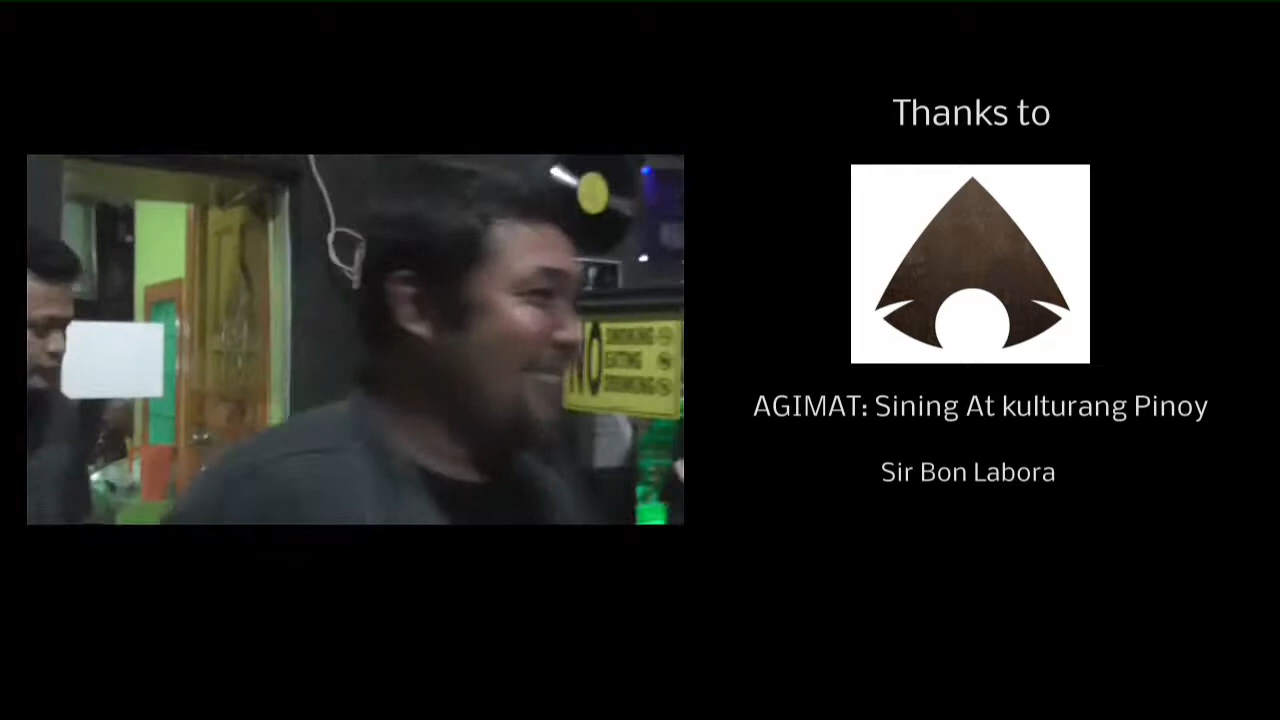 Thanks to
AGIMAT: Sining At kulturang Pinoy
Sir Bon Labora
NO
SMOKING
EATING
DRINKING